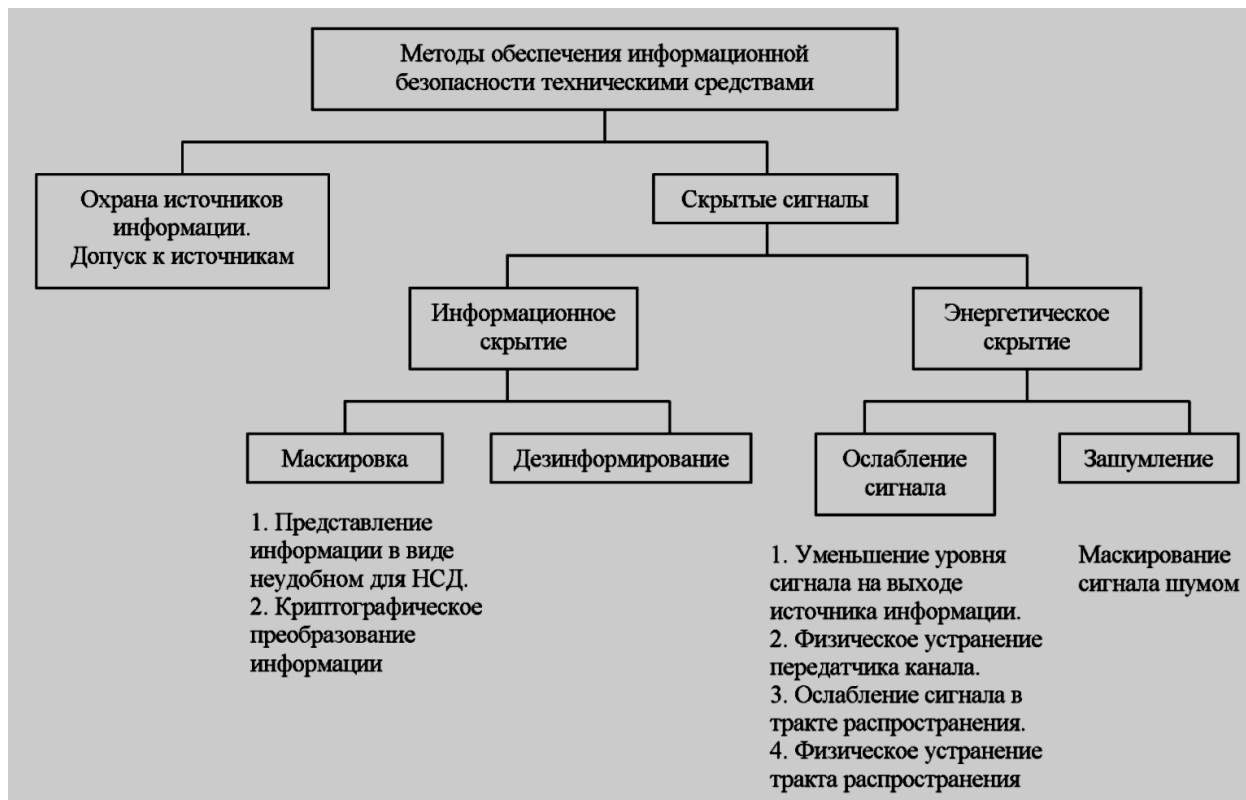 Методы обеспечения информационной
безопасности техническими средствами
Охрана источников
информации.
Допуск к источникам
Скрытые сигналы
Информационное
скрытие
Энергетическое
скрытие
Маскировка
Дезинформирование
Ослабление
сигнала
Зашумление
1. Представление
информации в виде
неудобном для НСД.
2. Криптографическое
преобразование
информации
1. Уменьшение уровня
сигнала на выходе
источника информации.
2. Физическое устранение
передатчика канала.
3. Ослабление сигнала в
тракте распространения.
4. Физическое устранение
тракта распространения
Маскирование
сигнала шумом